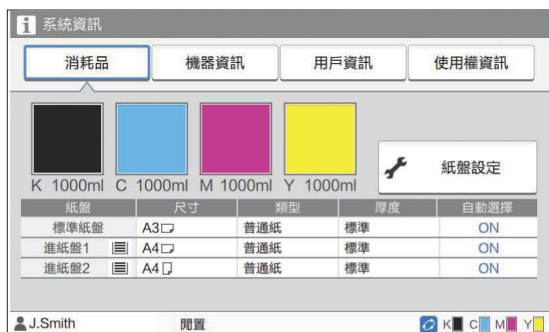 系統資訊
消耗品 機器資訊 用戶資訊 使用權資訊
K 1000ml C 1000ml M 1000ml Y 1000ml
紙盤設定
紙盤 尺寸 類型 厚度 自動選擇
標準紙盤 A3 普通紙 標準 ON
進紙盤1 A4 普通紙 標準 ON
進紙盤2 A4 普通紙 標準 ON
J.Smith 閒置 K C M Y